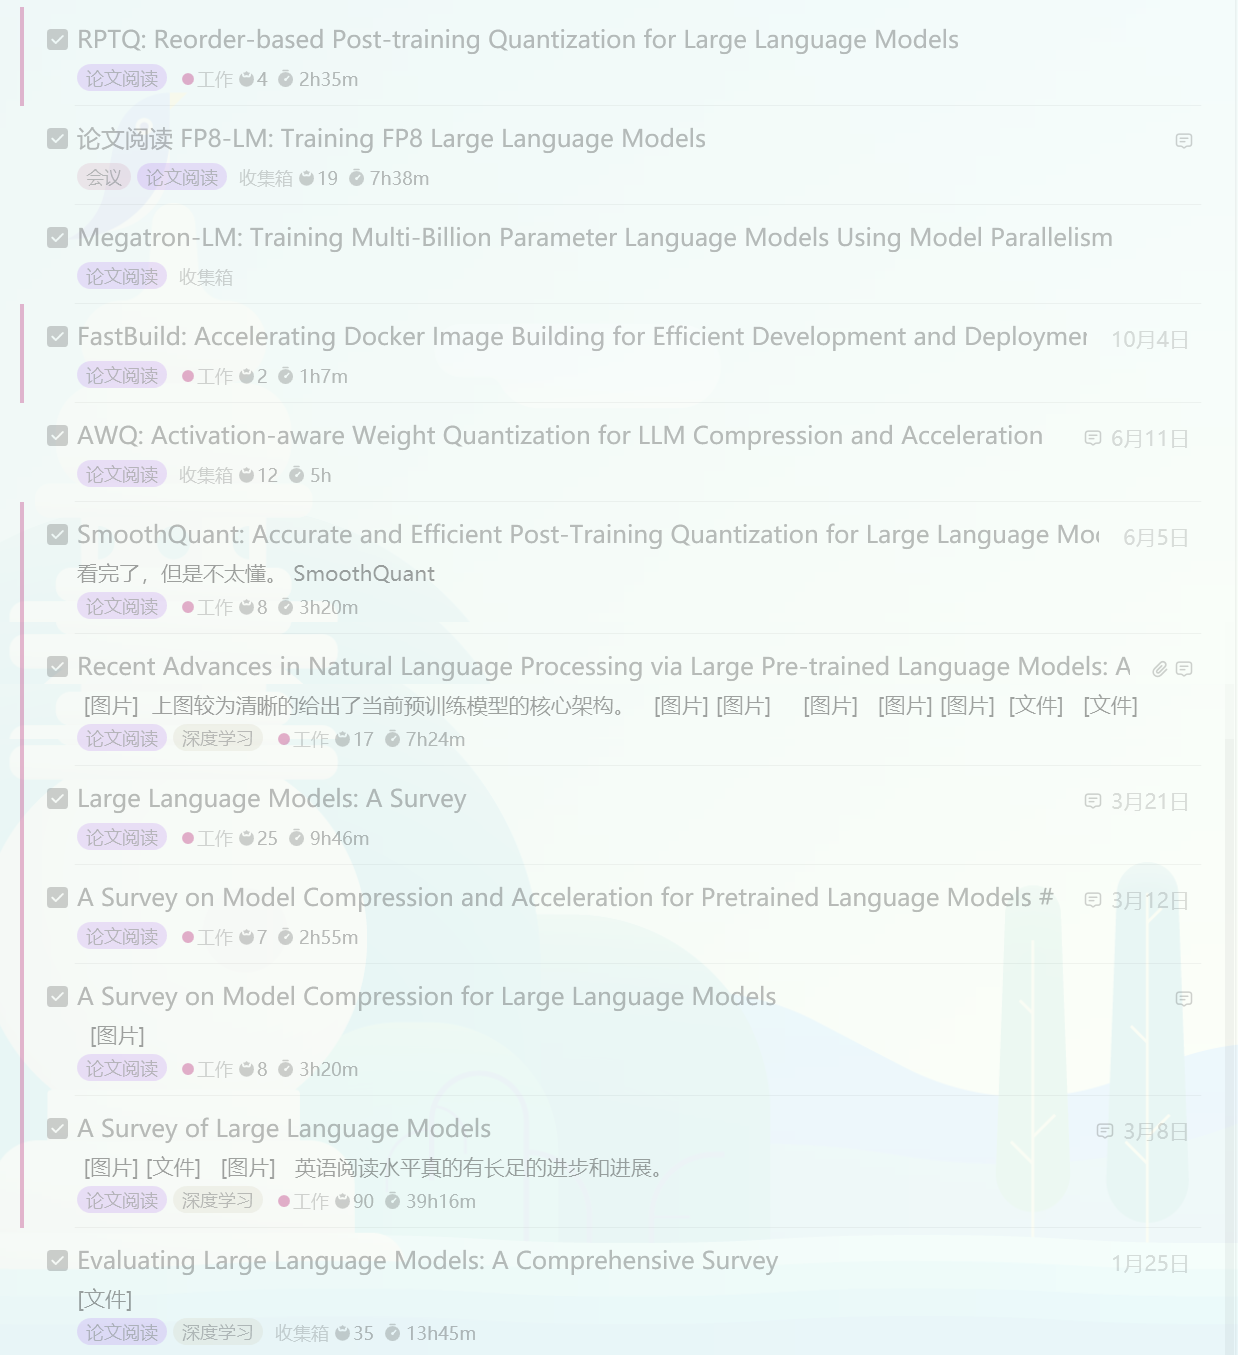 RPTQ: Reorder-based Post-training Quantization for Large Language Models
论文阅读 工作 4 2h35m
论文阅读 FP8-LM: Training FP8 Large Language Models
会议 论文阅读 收集箱 19 7h38m
Megatron-LM: Training Multi-Billion Parameter Language Models Using Model Parallelism
论文阅读 收集箱
FastBuild: Accelerating Docker Image Building for Efficient Development and Deploymen 10月4日
论文阅读 工作 2 1h7m
AWQ: Activation-aware Weight Quantization for LLM Compression and Acceleration 6月11日
论文阅读 收集箱 12 5h
SmoothQuant: Accurate and Efficient Post-Training Quantization for Large Language Mod 6月5日
看完了，但是不太懂。 SmoothQuant
论文阅读 工作 8 3h20m
Recent Advances in Natural Language Processing via Large Pre-trained Language Models: A
[图片] 上图较为清晰的给出了当前预训练模型的核心架构。 [图片] [图片] [图片] [图片] [图片] [文件] [文件]
论文阅读 深度学习 工作 17 7h24m
Large Language Models: A Survey 3月21日
论文阅读 工作 25 9h46m
A Survey on Model Compression and Acceleration for Pretrained Language Models # 3月12日
论文阅读 工作 7 2h55m
A Survey on Model Compression for Large Language Models
[图片]
论文阅读 工作 8 3h20m
A Survey of Large Language Models 3月8日
[图片] [文件] [图片] 英语阅读水平真的有长足的进步和进展。
论文阅读 深度学习 工作 90 39h16m
Evaluating Large Language Models: A Comprehensive Survey 1月25日
[文件]
论文阅读 深度学习 收集箱 35 13h45m